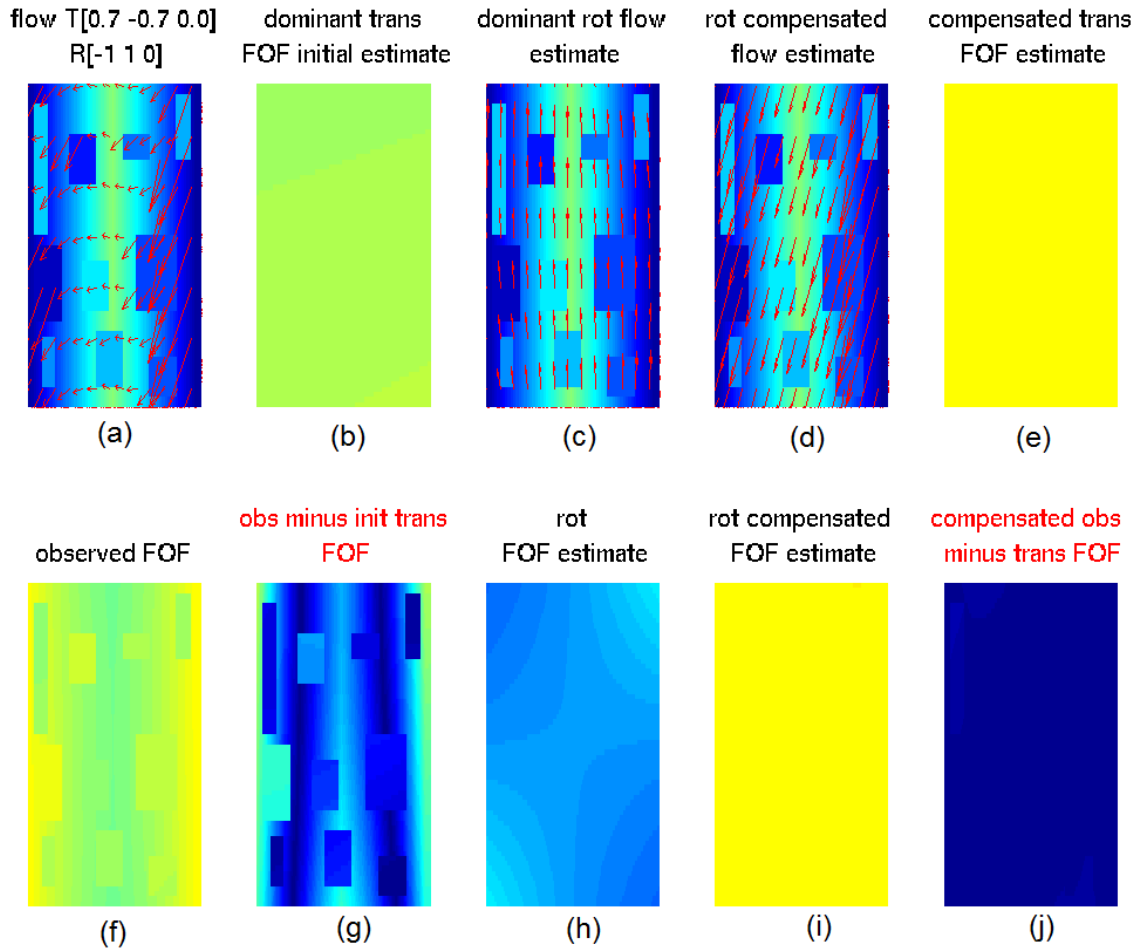 flow T[0.7 -0.7 0.0]
R[-1 1 0]
dominant trans
FOF initial estimate
dominant rot flow
estimate
rot compensated
flow estimate
compensated trans
FOF estimate
(a)
(b)
(c)
(d)
(e)
observed FOF
obs minus init trans
FOF
rot
FOF estimate
rot compensated
FOF estimate
compensated obs
minus trans FOF
(f)
(g)
(h)
(i)
(j)